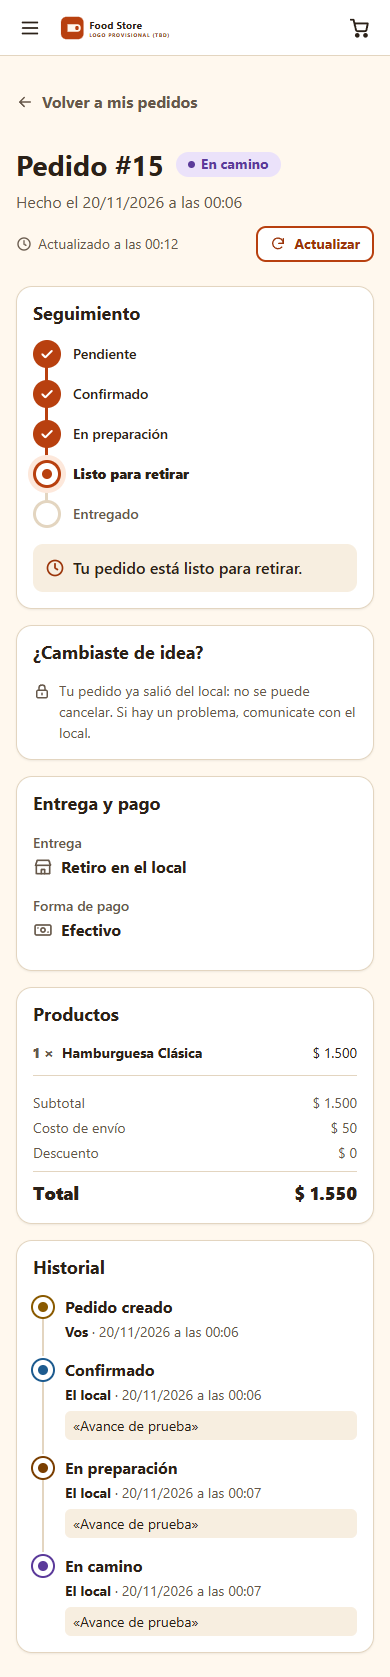 Food Store
LOGO PROVISIONAL (TBD)
Volver a mis pedidos
Pedido #15
En camino
Hecho el 20/11/2026 a las 00:06
Actualizado a las 00:12
Actualizar
Seguimiento
Pendiente
Confirmado
En preparación
Listo para retirar
Entregado
Tu pedido está listo para retirar.
¿Cambiaste de idea?
Tu pedido ya salió del local: no se puede
cancelar. Si hay un problema, comunicate con el
local.
Entrega y pago
Entrega
Retiro en el local
Forma de pago
Efectivo
Productos
1 × Hamburguesa Clásica $ 1.500
Subtotal $ 1.500
Costo de envío $ 50
Descuento $ 0
Total $ 1.550
Historial
Pedido creado
Vos · 20/11/2026 a las 00:06
Confirmado
El local · 20/11/2026 a las 00:06
«Avance de prueba»
En preparación
El local · 20/11/2026 a las 00:07
«Avance de prueba»
En camino
El local · 20/11/2026 a las 00:07
«Avance de prueba»